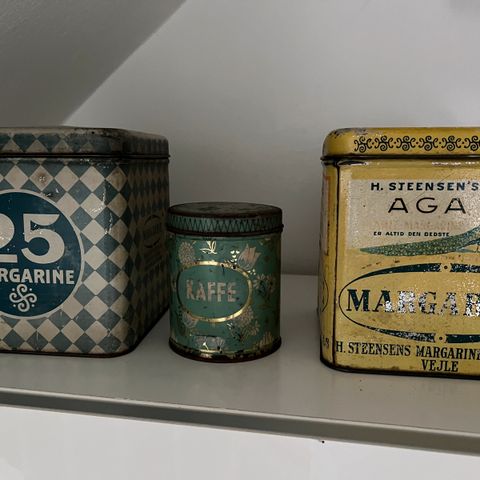 25
MARGARINE
KAFFE
H. STEENSEN'S
AGA
ER ALTID DEN BEDSTE
MARGAR
H. STEENSENS MARGARINE
VEJLE